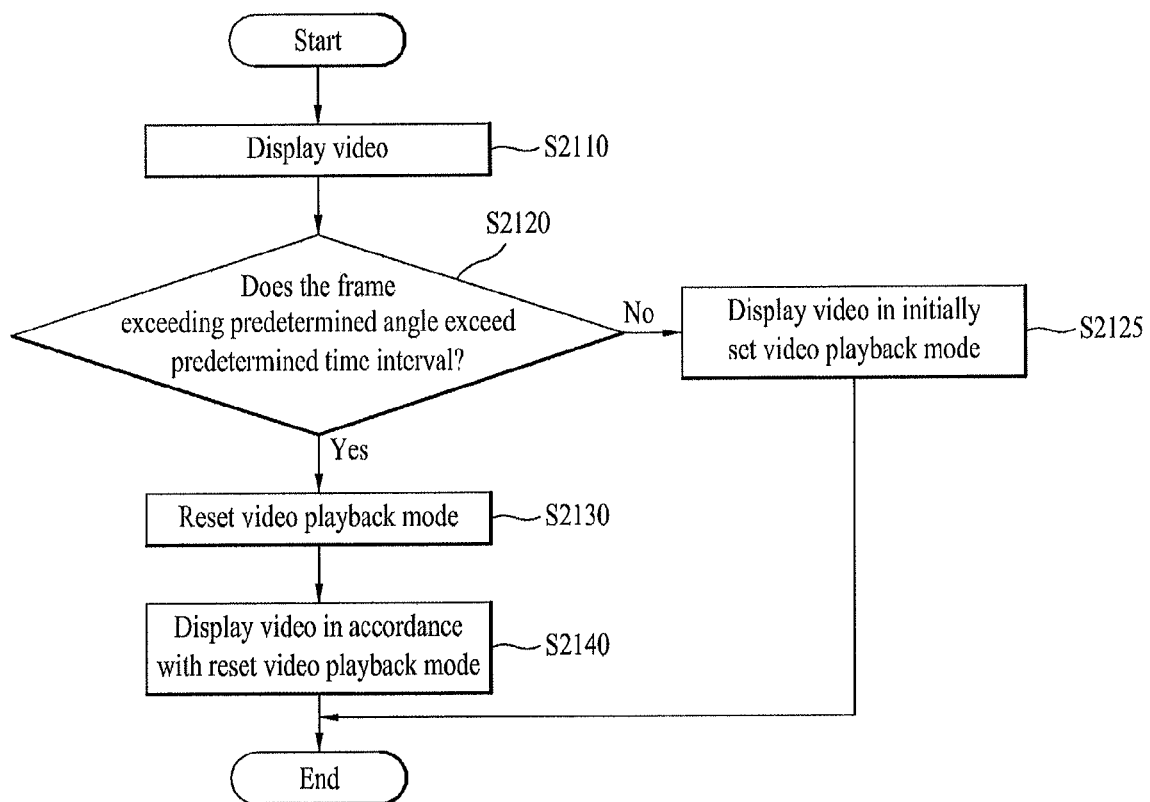 Start
Display video
S2110
S2120
Does the frame
exceeding predetermined angle exceed
predetermined time interval?
No
Display video in initially
set video playback mode
S2125
Yes
Reset video playback mode
S2130
Display video in accordance
with reset video playback mode
S2140
End